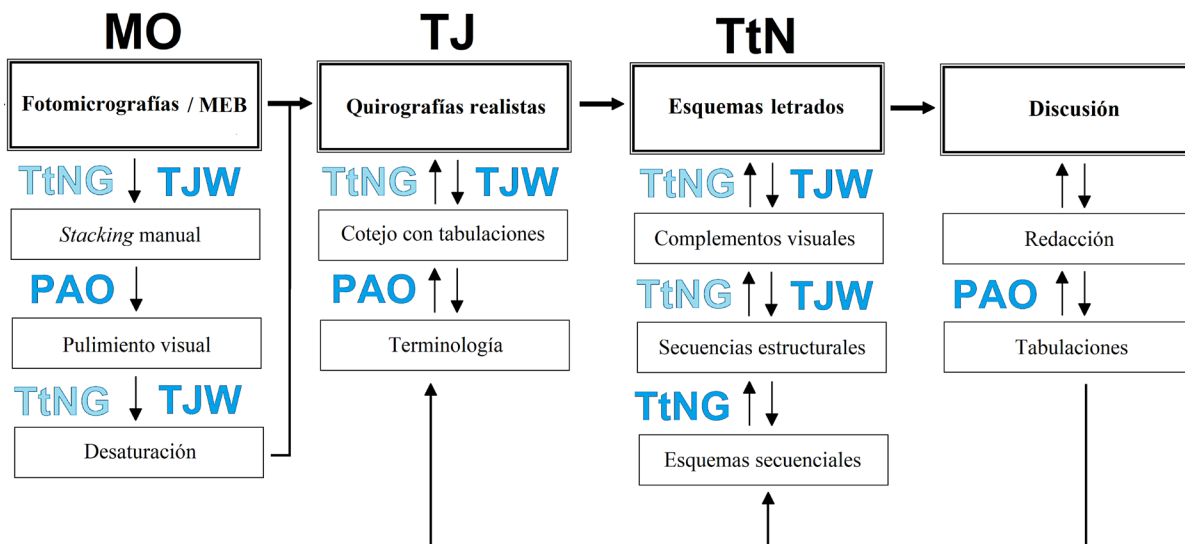 MO
TJ
TtN
Fotomicrografías / MEB
Quirografías realistas
Esquemas letrados
Discusión
TtNG
TJW
TtNG
TJW
TtNG
TJW
Stacking manual
Cotejo con tabulaciones
Complementos visuales
Redacción
PAO
PAO
TtNG
TJW
PAO
Pulimiento visual
Terminología
Secuencias estructurales
Tabulaciones
TtNG
TJW
TtNG
Desaturación
Esquemas secuenciales